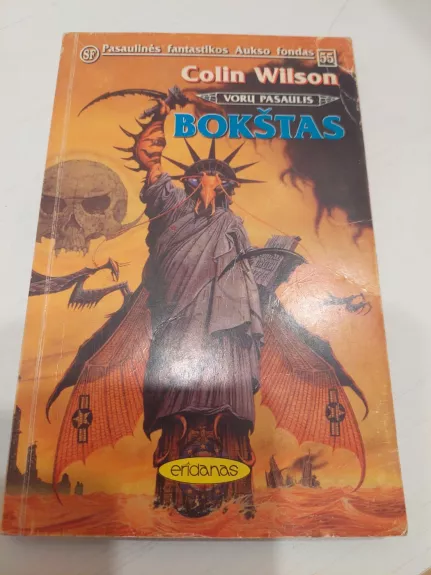 SF Pasaulinės fantastikos Aukso fondas 55
Colin Wilson
VORŲ PASAULIS
BOKŠTAS
eridanas